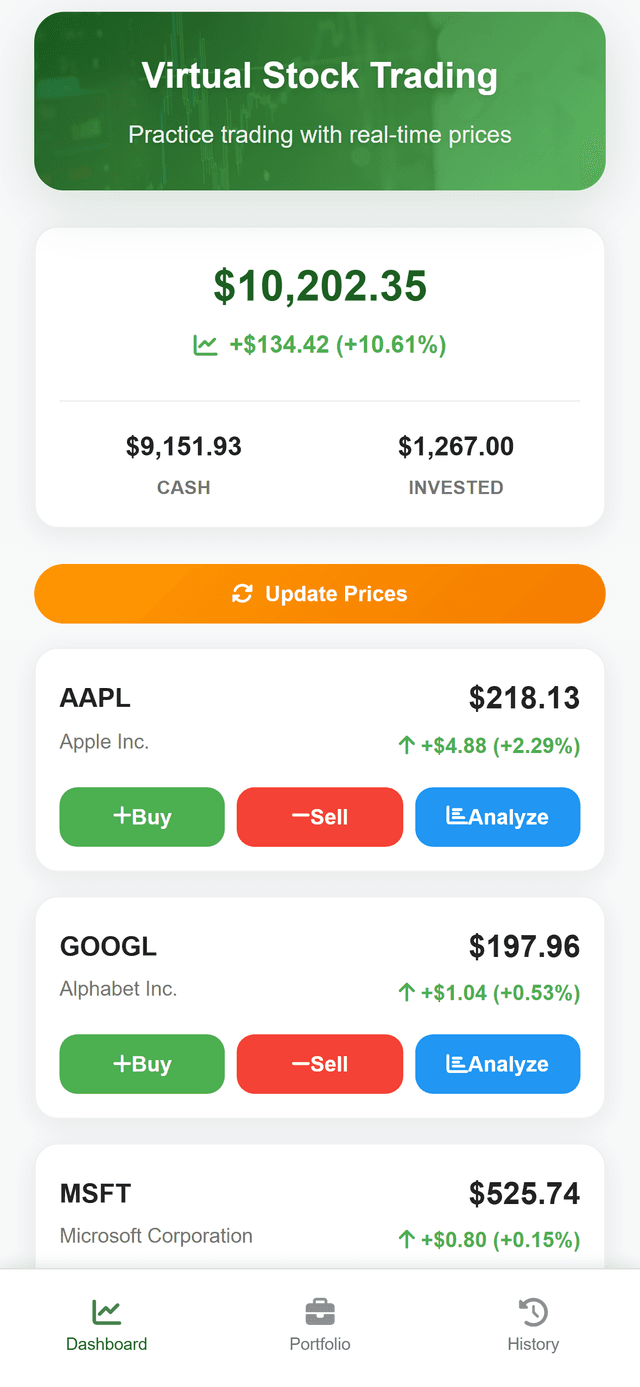 Virtual Stock Trading
Practice trading with real-time prices
$10,202.35
+$134.42 (+10.61%)
$9,151.93
CASH
$1,267.00
INVESTED
Update Prices
AAPL
$218.13
Apple Inc.
+$4.88 (+2.29%)
Buy
Sell
Analyze
GOOGL
$197.96
Alphabet Inc.
+$1.04 (+0.53%)
Buy
Sell
Analyze
MSFT
$525.74
Microsoft Corporation
+$0.80 (+0.15%)
Dashboard
Portfolio
History